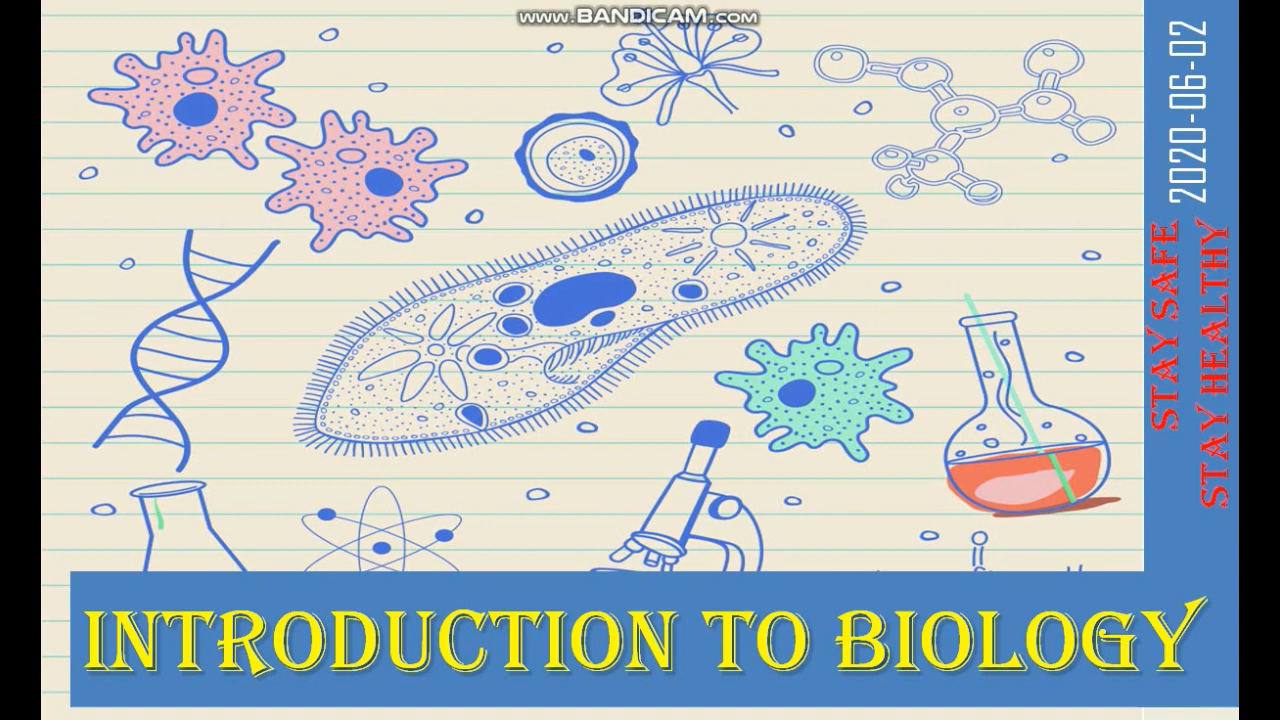 www.BANDICAM.com
2020-06-02
STAY SAFE
STAY HEALTHY
INTRODUCTION TO BIOLOGY